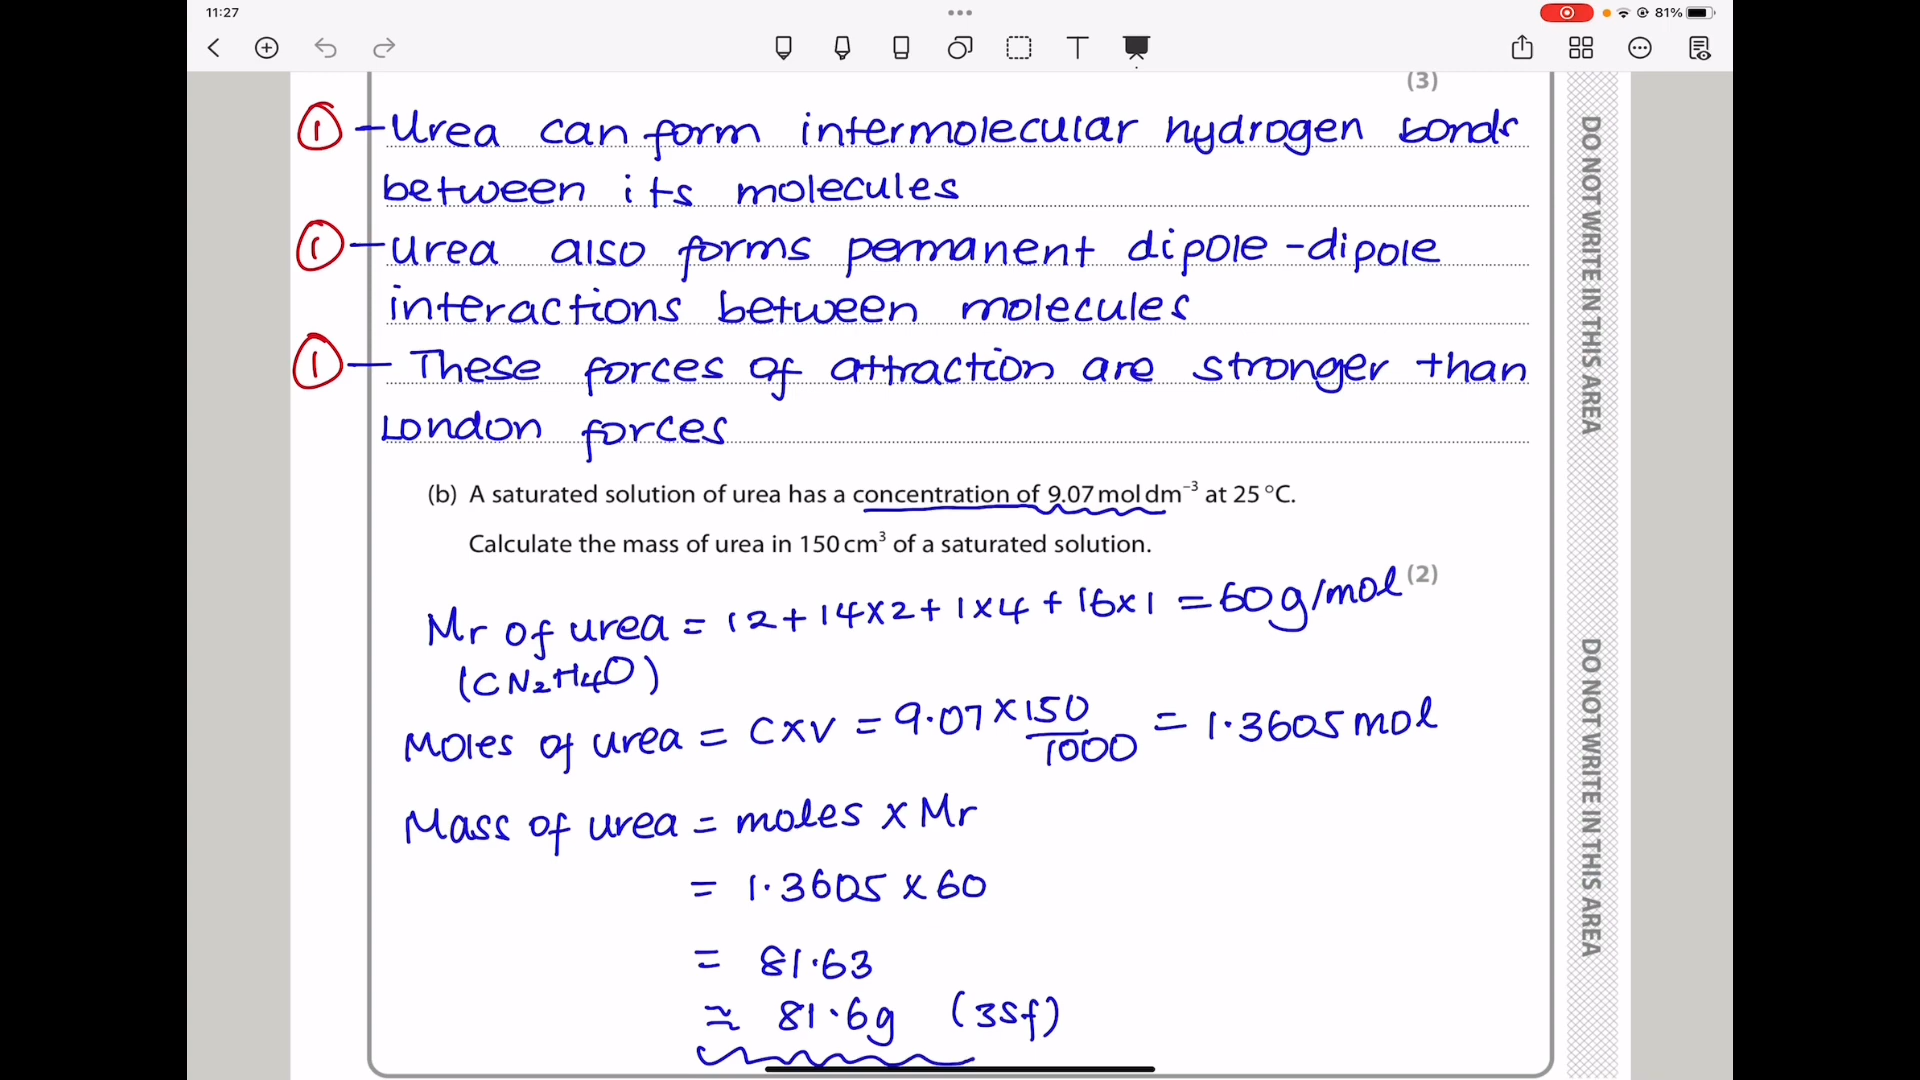 11:27
81%
(3)
① - Urea can form intermolecular hydrogen bonds
between its molecules
① - Urea also forms permanent dipole-dipole
interactions between molecules
① - These forces of attraction are stronger than
London forces
(b) A saturated solution of urea has a concentration of 9.07 mol dm⁻³ at 25 °C.
Calculate the mass of urea in 150 cm³ of a saturated solution.
(2)
Mr of urea = 12 + 14x2 + 1x4 + 16x1 = 60g/mol
(CN₂H4O)
Moles of urea = C x V = 9.07 x 150/1000 = 1.3605 mol
Mass of urea = moles x Mr
= 1.3605 x 60
= 81.63
≈ 81.6g (3sf)
DO NOT WRITE IN THIS AREA
DO NOT WRITE IN THIS AREA